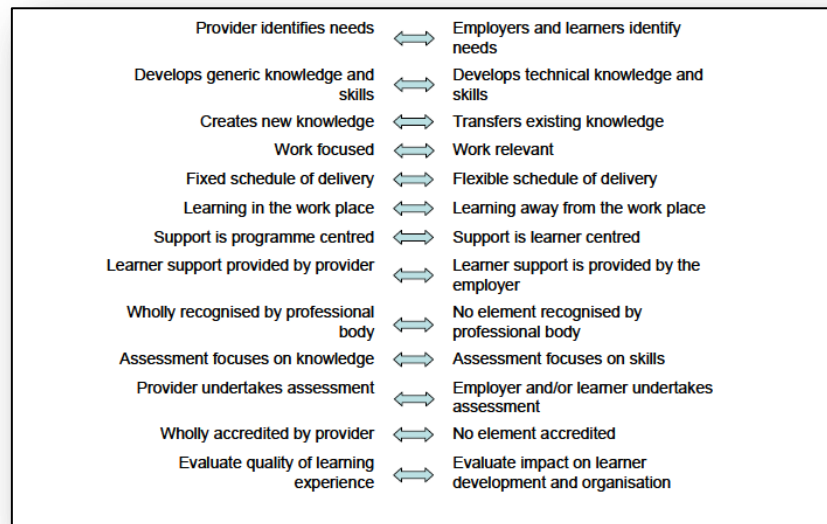 Provider identifies needs
Employers and learners identify
needs
Develops generic knowledge and
skills
Develops technical knowledge and
skills
Creates new knowledge
Transfers existing knowledge
Work focused
Work relevant
Fixed schedule of delivery
Flexible schedule of delivery
Learning in the work place
Learning away from the work place
Support is programme centred
Support is learner centred
Learner support provided by provider
Learner support is provided by the
employer
Wholly recognised by professional
body
No element recognised by
professional body
Assessment focuses on knowledge
Assessment focuses on skills
Provider undertakes assessment
Employer and/or learner undertakes
assessment
Wholly accredited by provider
No element accredited
Evaluate quality of learning
experience
Evaluate impact on learner
development and organisation